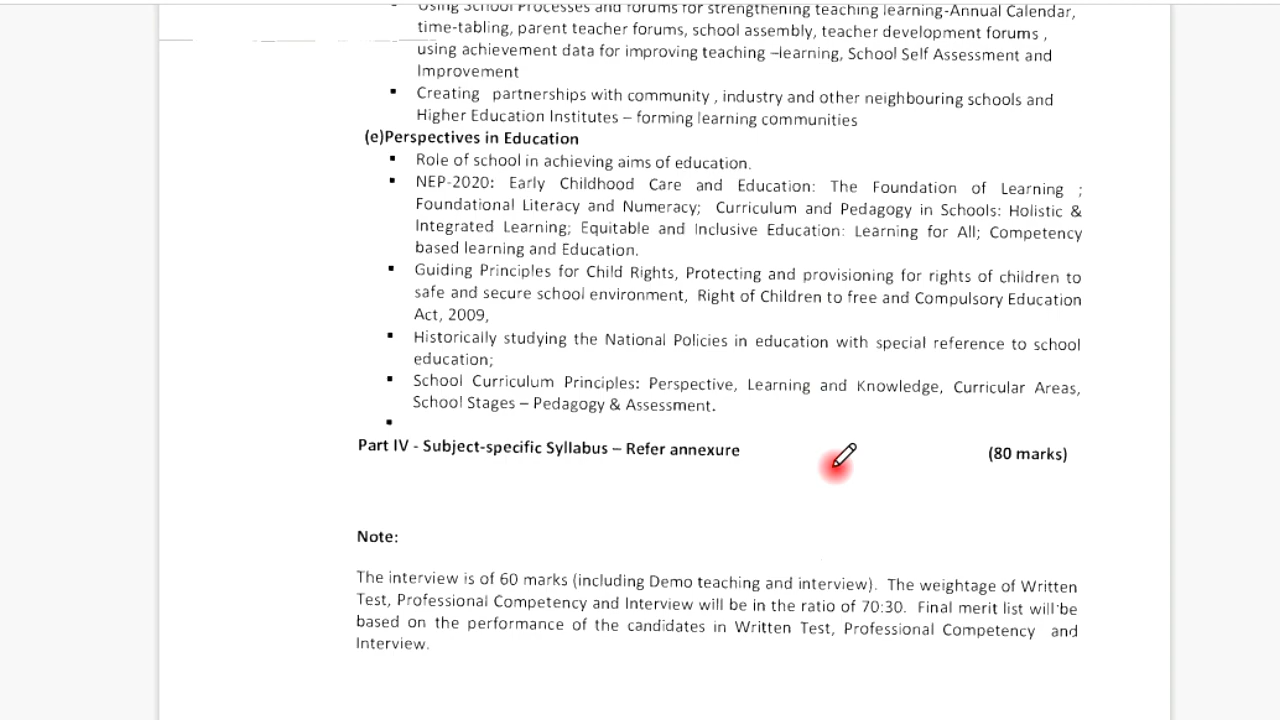 Using School Processes and forums for strengthening teaching learning-Annual Calendar,
time-tabling, parent teacher forums, school assembly, teacher development forums ,
using achievement data for improving teaching –learning, School Self Assessment and
Improvement
▪ Creating partnerships with community , industry and other neighbouring schools and
Higher Education Institutes – forming learning communities
(e)Perspectives in Education
▪ Role of school in achieving aims of education.
▪ NEP-2020: Early Childhood Care and Education: The Foundation of Learning ;
Foundational Literacy and Numeracy; Curriculum and Pedagogy in Schools: Holistic &
Integrated Learning; Equitable and Inclusive Education: Learning for All; Competency
based learning and Education.
▪ Guiding Principles for Child Rights, Protecting and provisioning for rights of children to
safe and secure school environment, Right of Children to free and Compulsory Education
Act, 2009,
▪ Historically studying the National Policies in education with special reference to school
education;
▪ School Curriculum Principles: Perspective, Learning and Knowledge, Curricular Areas,
School Stages – Pedagogy & Assessment.
▪
Part IV - Subject-specific Syllabus – Refer annexure (80 marks)
Note:
The interview is of 60 marks (including Demo teaching and interview). The weightage of Written
Test, Professional Competency and Interview will be in the ratio of 70:30. Final merit list will be
based on the performance of the candidates in Written Test, Professional Competency and
Interview.